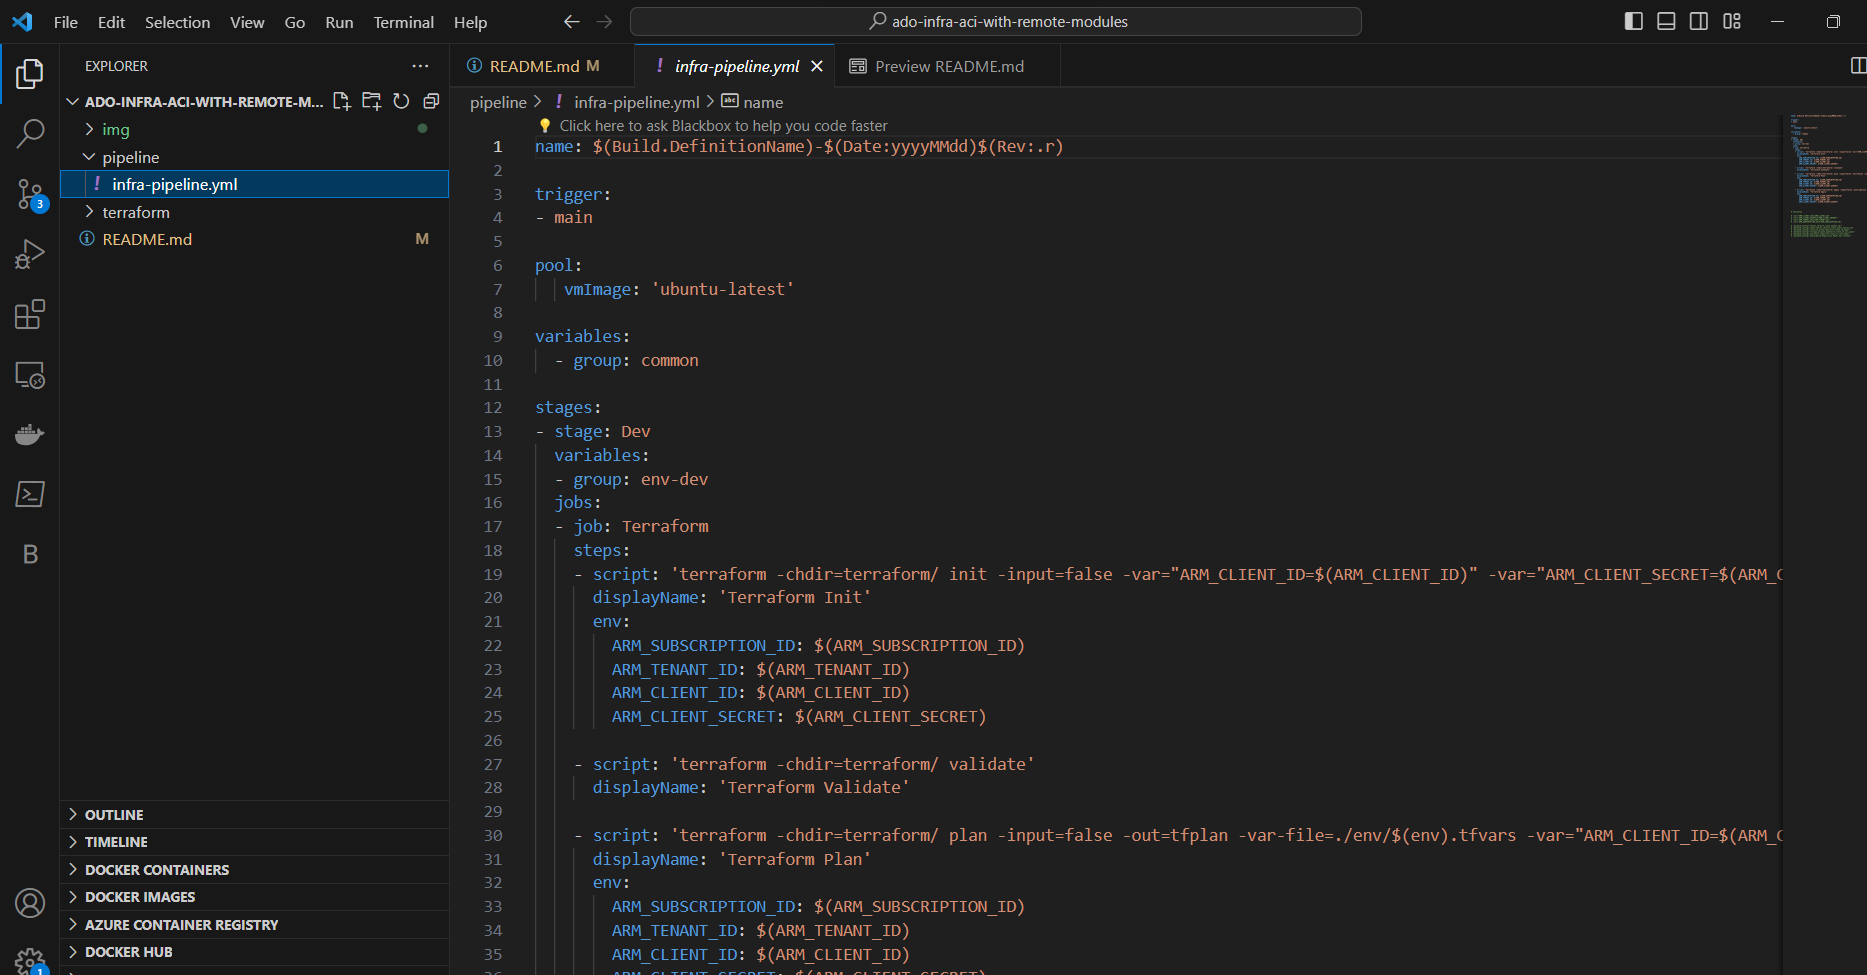 File Edit Selection View Go Run Terminal Help
ado-infra-aci-with-remote-modules
EXPLORER
ADO-INFRA-ACI-WITH-REMOTE-M...
img
pipeline
infra-pipeline.yml
terraform
README.md M
3
B
OUTLINE
TIMELINE
DOCKER CONTAINERS
DOCKER IMAGES
AZURE CONTAINER REGISTRY
DOCKER HUB
1
README.md M
infra-pipeline.yml
Preview README.md
pipeline > ! infra-pipeline.yml > abc name
Click here to ask Blackbox to help you code faster
1 name: $(Build.DefinitionName)-$(Date:yyyyMMdd)$(Rev:.r)
2
3 trigger:
4 - main
5
6 pool:
7 vmImage: 'ubuntu-latest'
8
9 variables:
10 - group: common
11
12 stages:
13 - stage: Dev
14 variables:
15 - group: env-dev
16 jobs:
17 - job: Terraform
18 steps:
19 - script: 'terraform -chdir=terraform/ init -input=false -var="ARM_CLIENT_ID=$(ARM_CLIENT_ID)" -var="ARM_CLIENT_SECRET=$(ARM_C
20 displayName: 'Terraform Init'
21 env:
22 ARM_SUBSCRIPTION_ID: $(ARM_SUBSCRIPTION_ID)
23 ARM_TENANT_ID: $(ARM_TENANT_ID)
24 ARM_CLIENT_ID: $(ARM_CLIENT_ID)
25 ARM_CLIENT_SECRET: $(ARM_CLIENT_SECRET)
26
27 - script: 'terraform -chdir=terraform/ validate'
28 displayName: 'Terraform Validate'
29
30 - script: 'terraform -chdir=terraform/ plan -input=false -out=tfplan -var-file=./env/$(env).tfvars -var="ARM_CLIENT_ID=$(ARM_C
31 displayName: 'Terraform Plan'
32 env:
33 ARM_SUBSCRIPTION_ID: $(ARM_SUBSCRIPTION_ID)
34 ARM_TENANT_ID: $(ARM_TENANT_ID)
35 ARM_CLIENT_ID: $(ARM_CLIENT_ID)
36 ARM_CLIENT_SECRET: $(ARM_CLIENT_SECRET)